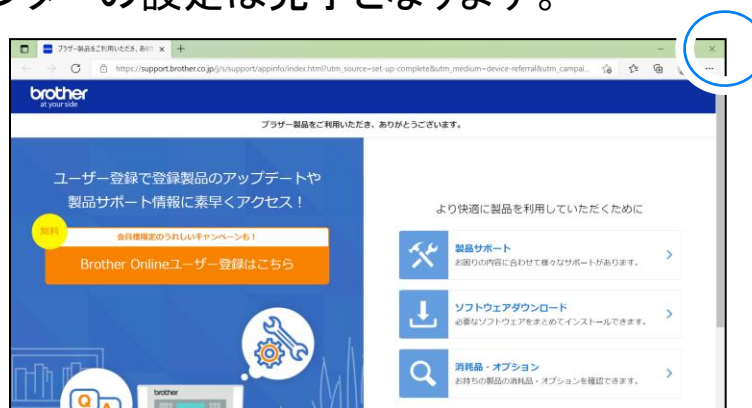 の設定は完了となります。
ブラザー製品をご利用いただき、あり
https://support.brother.co.jp/j/s/support/appinfo/index.html?utm_source=set-up-complete&utm_medium=device-referral&utm_campai...
brother
at your side
ブラザー製品をご利用いただき、ありがとうございます。
ユーザー登録で登録製品のアップデートや
製品サポート情報に素早くアクセス！
無料
会員様限定のうれしいキャンペーンも！
Brother Onlineユーザー登録はこちら
より快適に製品を利用していただくために
製品サポート
お困りの内容に合わせて様々なサポートがあります。
ソフトウェアダウンロード
必要なソフトウェアをまとめてインストールできます。
消耗品・オプション
お持ちの製品の消耗品・オプションを確認できます。
Q
A
brother